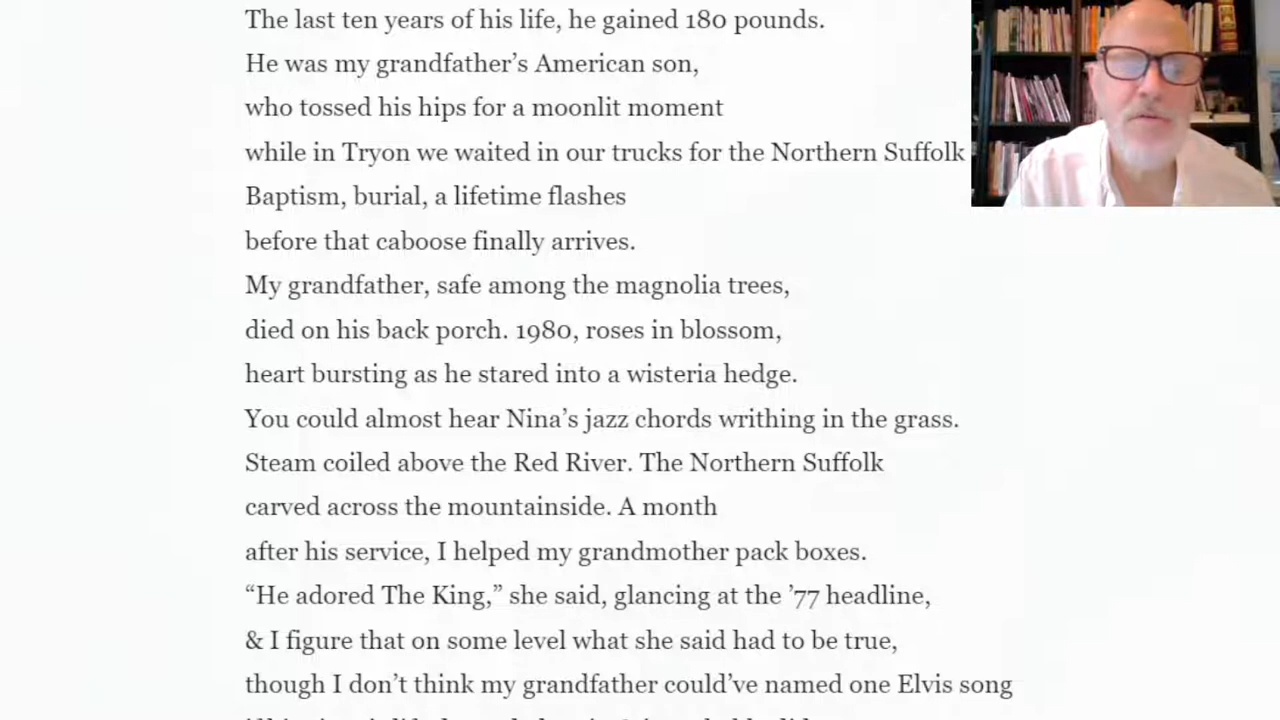 The last ten years of his life, he gained 180 pounds.
He was my grandfather’s American son,
who tossed his hips for a moonlit moment
while in Tryon we waited in our trucks for the Northern Suffolk
Baptism, burial, a lifetime flashes
before that caboose finally arrives.
My grandfather, safe among the magnolia trees,
died on his back porch. 1980, roses in blossom,
heart bursting as he stared into a wisteria hedge.
You could almost hear Nina’s jazz chords writhing in the grass.
Steam coiled above the Red River. The Northern Suffolk
carved across the mountainside. A month
after his service, I helped my grandmother pack boxes.
“He adored The King,” she said, glancing at the ’77 headline,
& I figure that on some level what she said had to be true,
though I don’t think my grandfather could’ve named one Elvis song